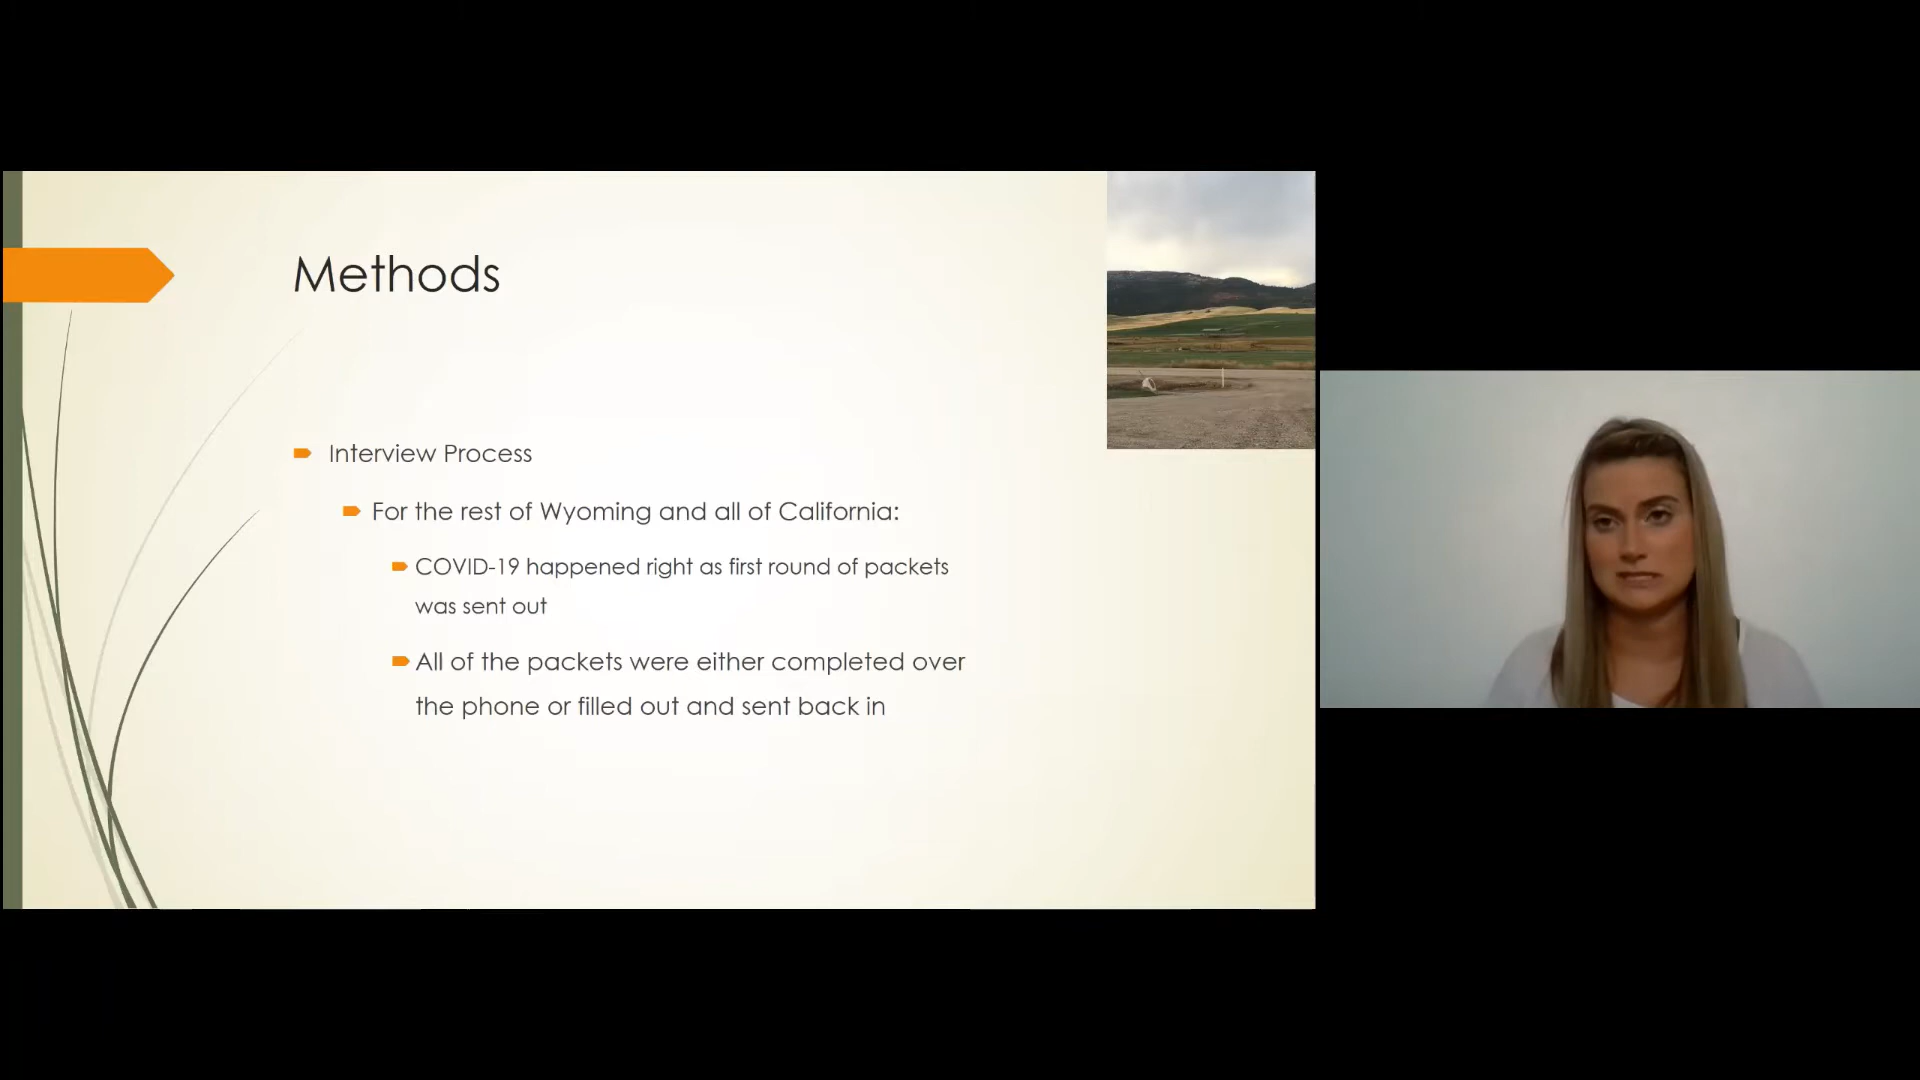 Methods
Interview Process
For the rest of Wyoming and all of California:
COVID-19 happened right as first round of packets
was sent out
All of the packets were either completed over
the phone or filled out and sent back in